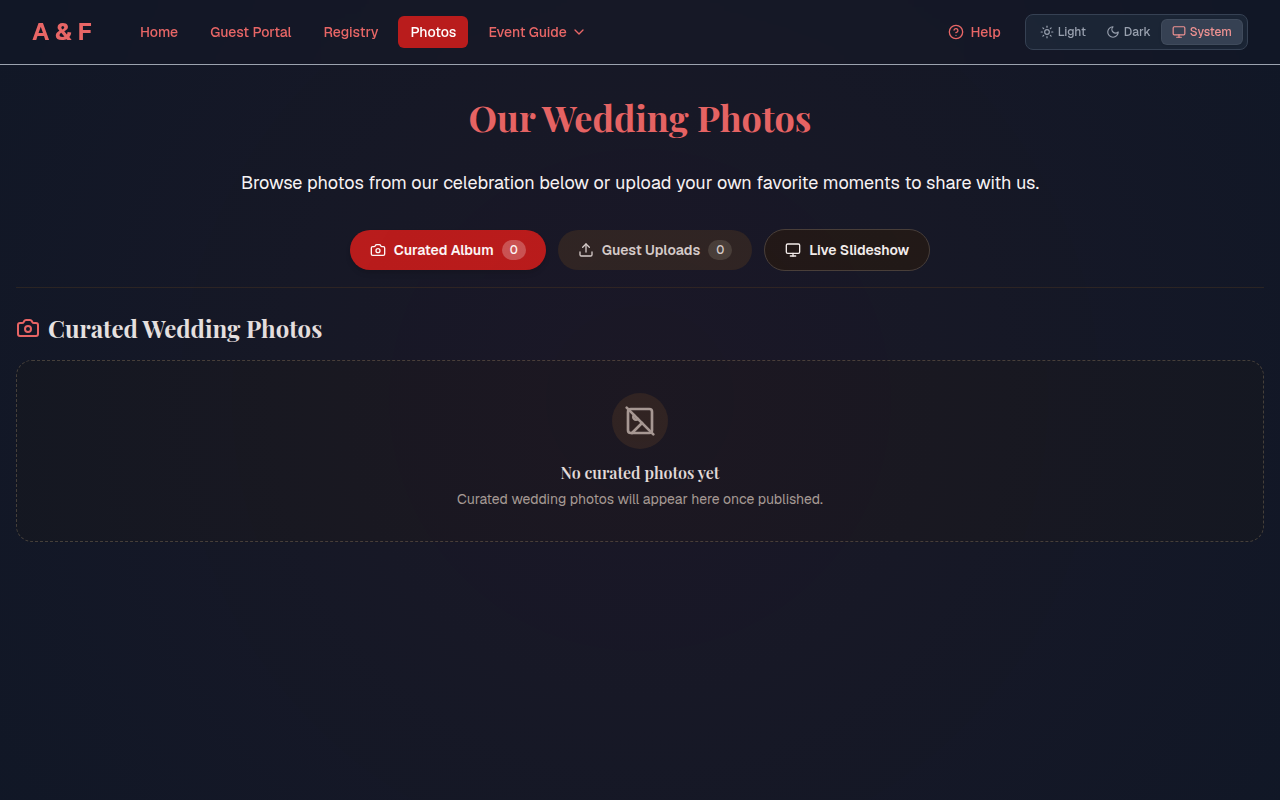 A & F
Home
Guest Portal
Registry
Photos
Event Guide
Help
Light
Dark
System
Our Wedding Photos
Browse photos from our celebration below or upload your own favorite moments to share with us.
Curated Album 0
Guest Uploads 0
Live Slideshow
Curated Wedding Photos
No curated photos yet
Curated wedding photos will appear here once published.